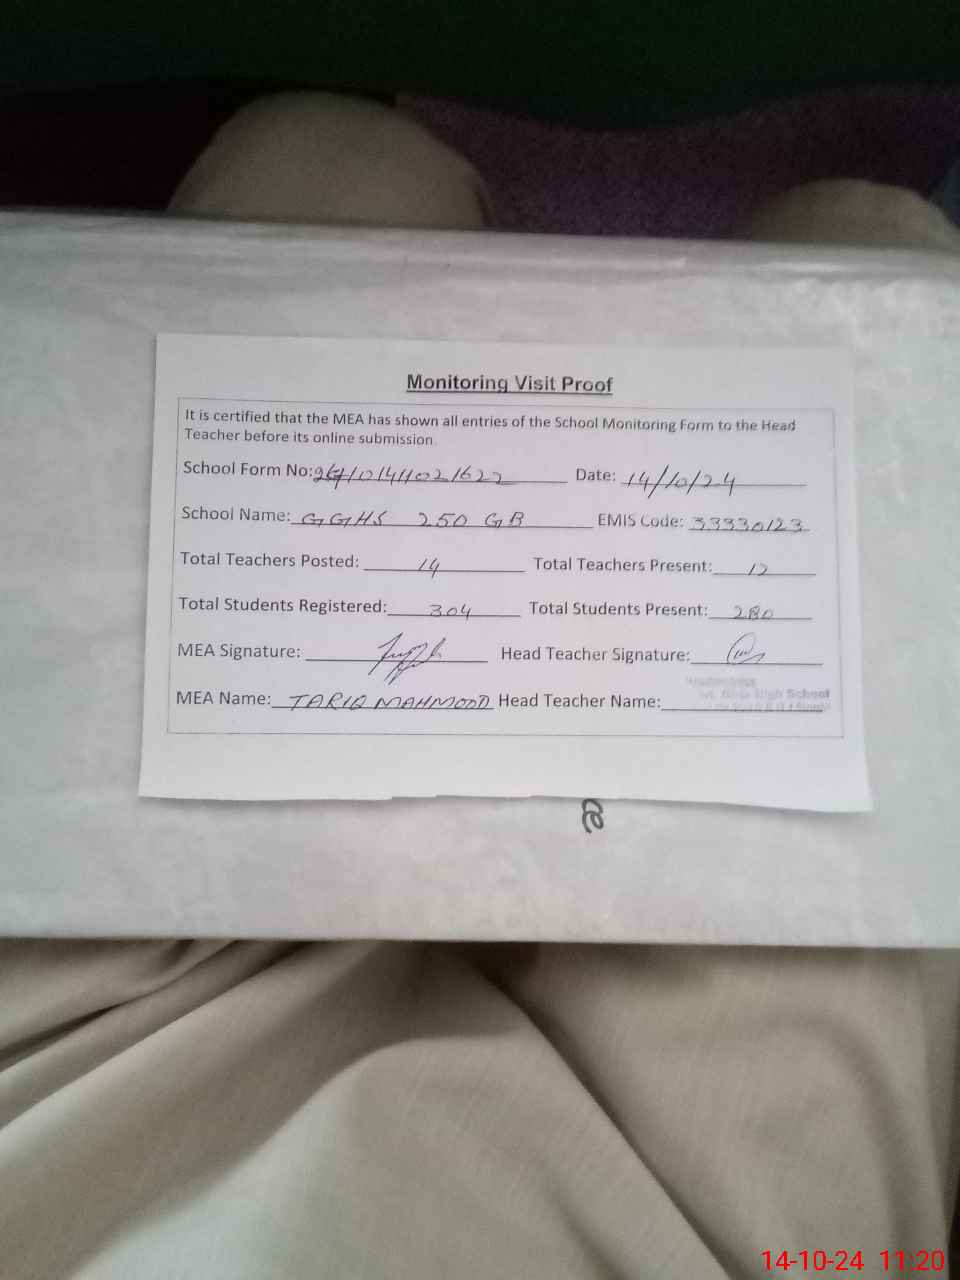 Monitoring Visit Proof
It is certified that the MEA has shown all entries of the School Monitoring Form to the Head
Teacher before its online submission.
School Form No: Date: 14/10/24
School Name: GGHS 250 GB EMIS Code: 33330123
Total Teachers Posted: 14 Total Teachers Present: 12
Total Students Registered: 304 Total Students Present: 280
MEA Signature: Head Teacher Signature:
High School
MEA Name: TARIQ MAHMOOD Head Teacher Name:
14-10-24 11:20